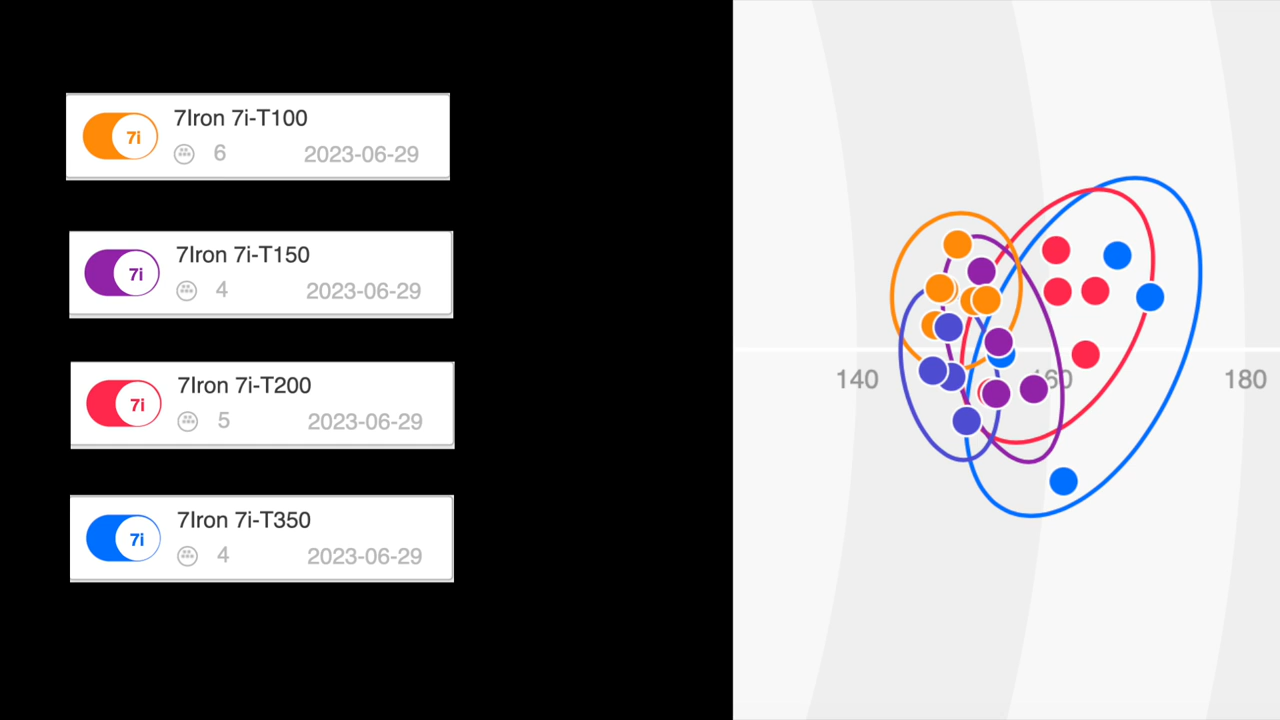 7Iron 7i-T100
7i
6 2023-06-29
7Iron 7i-T150
7i
4 2023-06-29
7Iron 7i-T200
7i
5 2023-06-29
7Iron 7i-T350
7i
4 2023-06-29
140 160 180